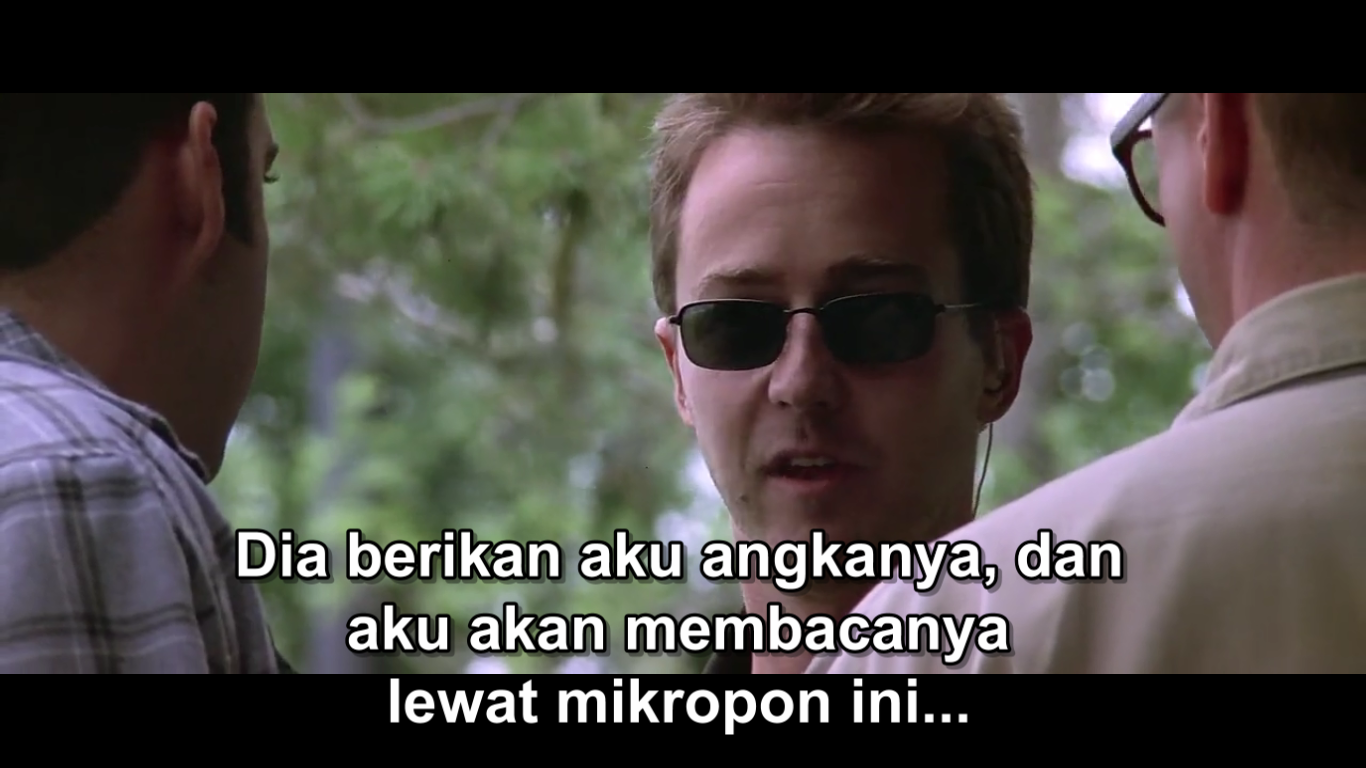 Dia berikan aku angkanya, dan
aku akan membacanya
lewat mikropon ini...